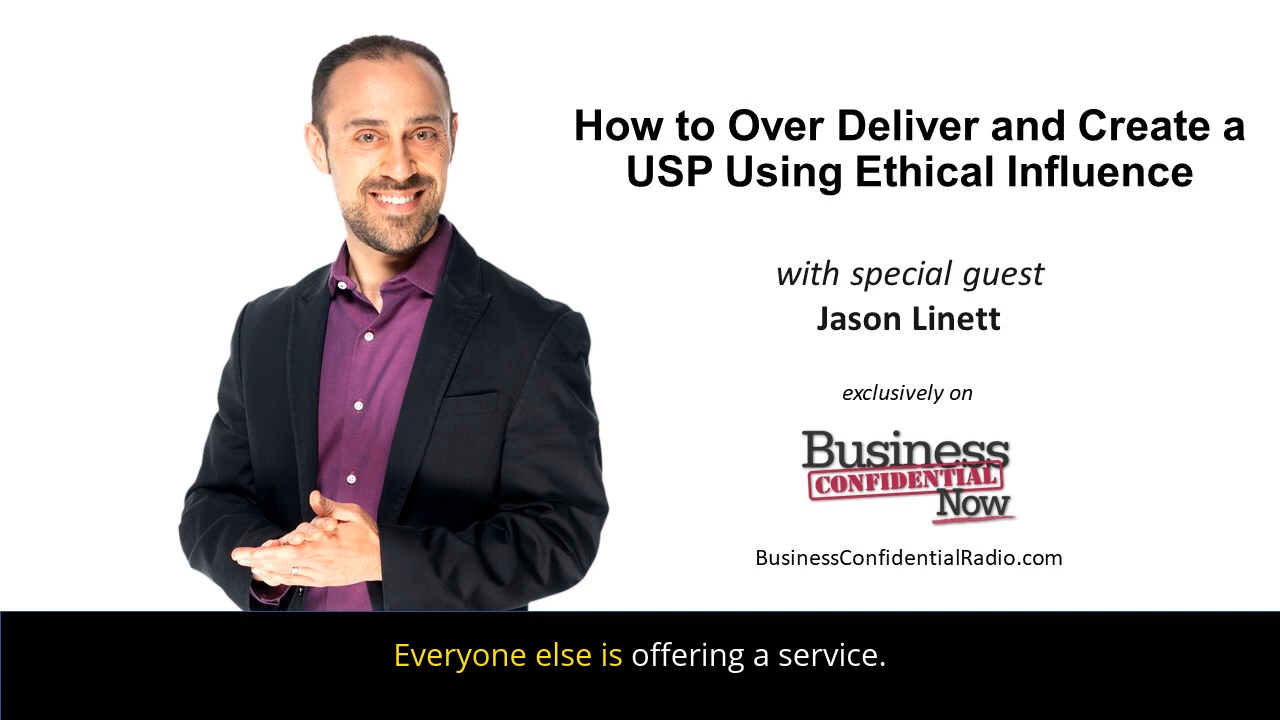 How to Over Deliver and Create a
USP Using Ethical Influence
with special guest
Jason Linett
exclusively on
Business
CONFIDENTIAL
Now
BusinessConfidentialRadio.com
Everyone else is offering a service.